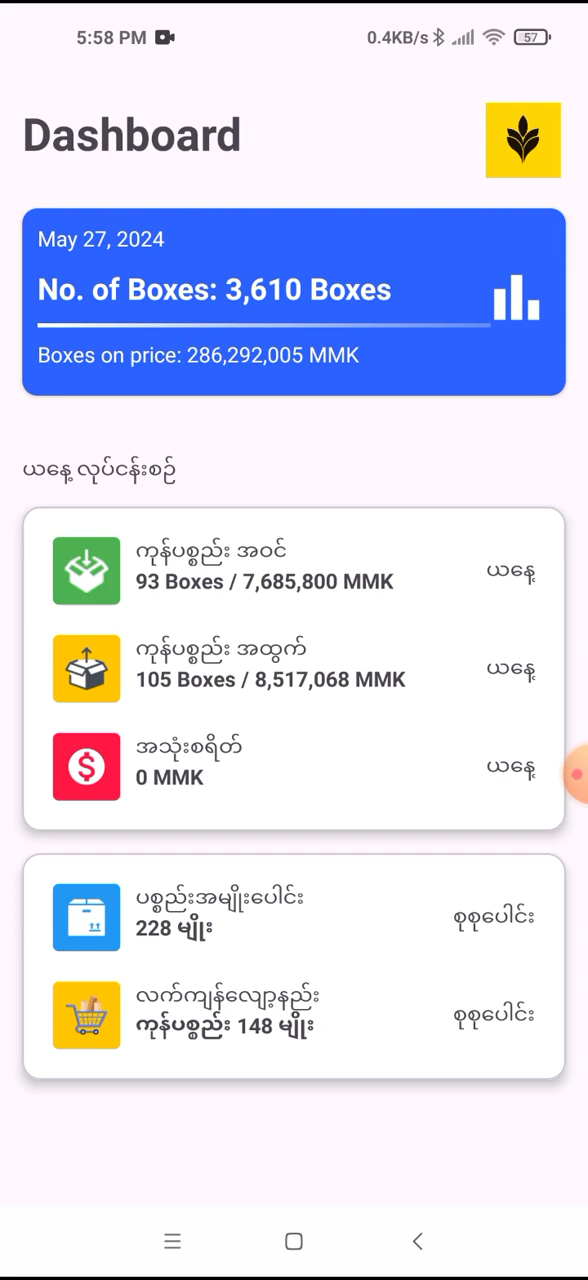 5:58 PM
0.4KB/s
57
Dashboard
May 27, 2024
No. of Boxes: 3,610 Boxes
Boxes on price: 286,292,005 MMK
ယနေ့ လုပ်ငန်းစဉ်
ကုန်ပစ္စည်း အဝင်
93 Boxes / 7,685,800 MMK
ယနေ့
ကုန်ပစ္စည်း အထွက်
105 Boxes / 8,517,068 MMK
ယနေ့
အသုံးစရိတ်
0 MMK
ယနေ့
ပစ္စည်းအမျိုးပေါင်း
228 မျိုး
စုစုပေါင်း
လက်ကျန်လျော့နည်း
ကုန်ပစ္စည်း 148 မျိုး
စုစုပေါင်း